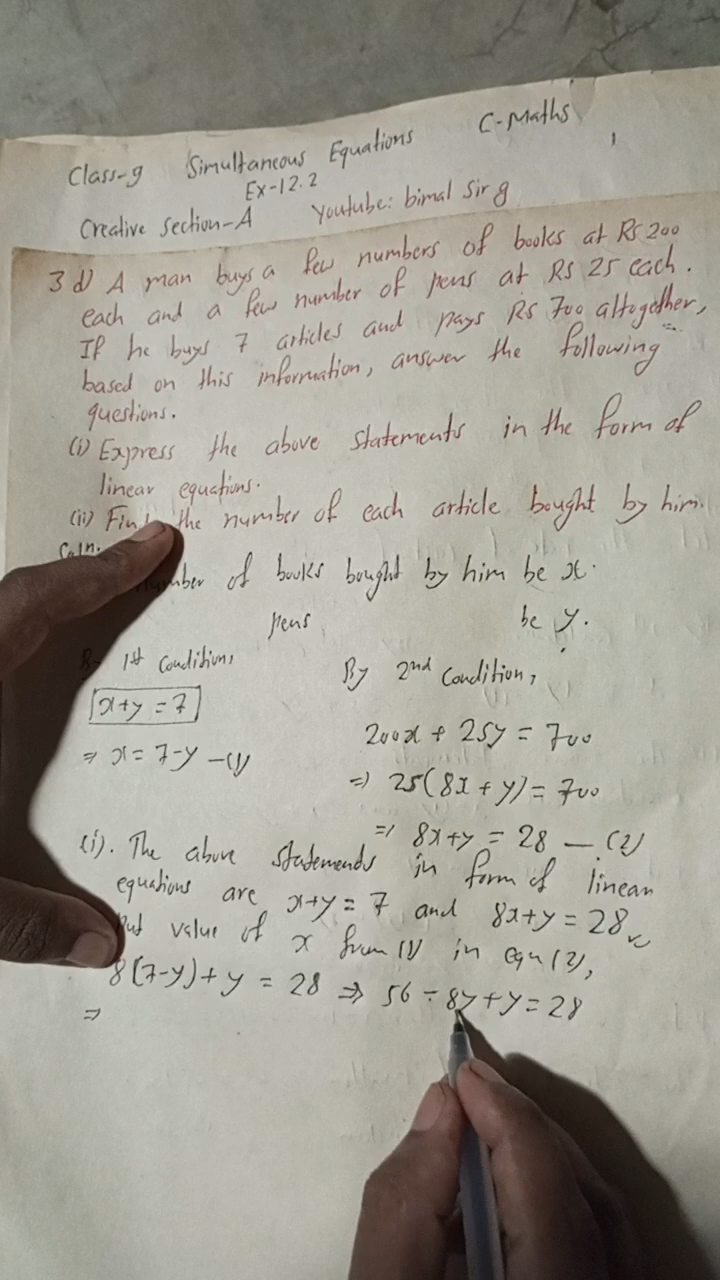 Class-9 Simultaneous Equations C-Maths
Ex-12.2
Creative Section-A Youtube: bimal Sir 9
3 d) A man buys a few numbers of books at RS 200
each and a few number of pens at RS 25 each.
If he buys 7 articles and pays RS 700 altogether,
based on this information, answer the following
questions.
(i) Express the above statements in the form of
linear equations.
(ii) Find the number of each article bought by him.
Soln.
number of books bought by him be x.
pens be y.
By 1st condition, By 2nd condition,
x+y = 7 200x + 25y = 700
⇒ x = 7-y -(1) ⇒ 25(8x + y) = 700
⇒ 8x+y = 28 — (2)
(i). The above statements in form of linear
equations are x+y = 7 and 8x+y = 28
Put value of x from (1) in eqn (2),
8(7-y)+y = 28 ⇒ 56 - 8y + y = 28
⇒